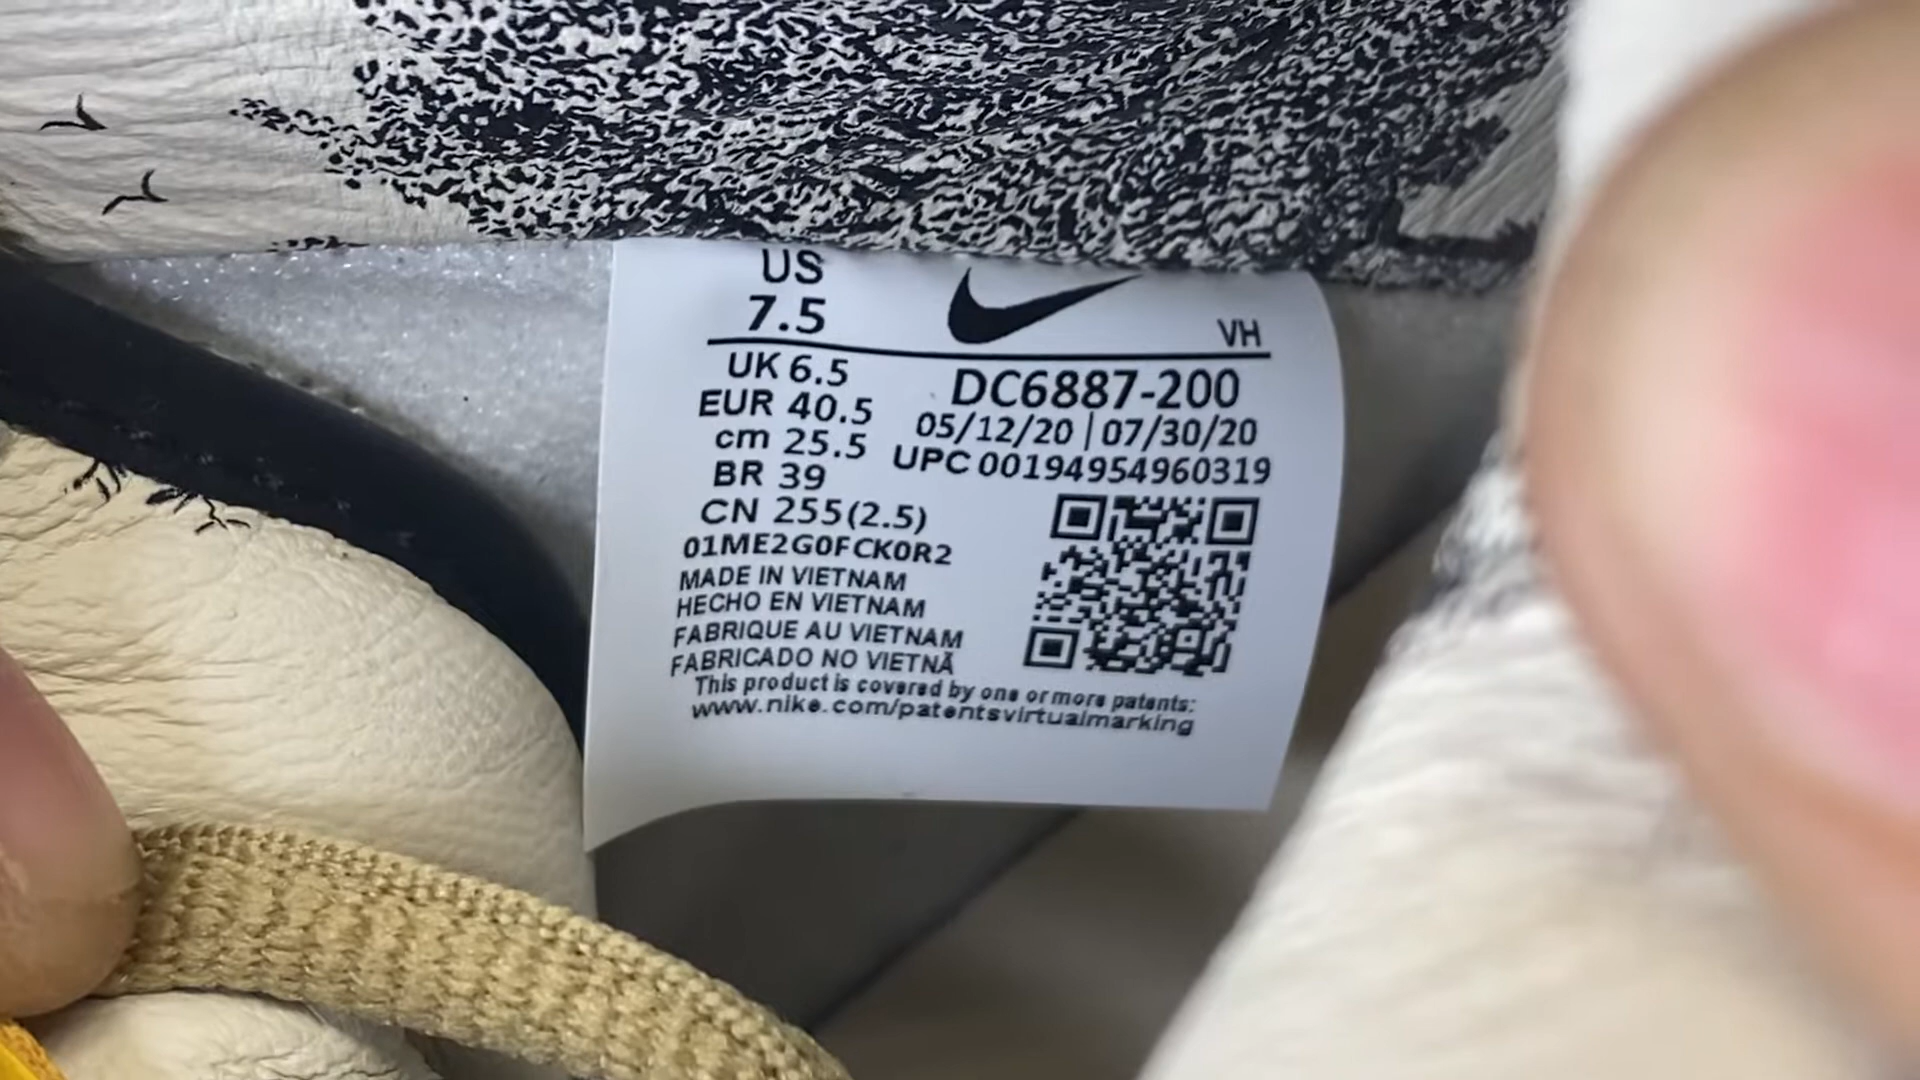 US
7.5
VH
UK 6.5
EUR 40.5
cm 25.5
BR 39
CN 255(2.5)
DC6887-200
05/12/20 | 07/30/20
UPC 00194954960319
01ME2G0FCK0R2
MADE IN VIETNAM
HECHO EN VIETNAM
FABRIQUE AU VIETNAM
FABRICADO NO VIETNÃ
This product is covered by one or more patents:
www.nike.com/patentsvirtualmarking